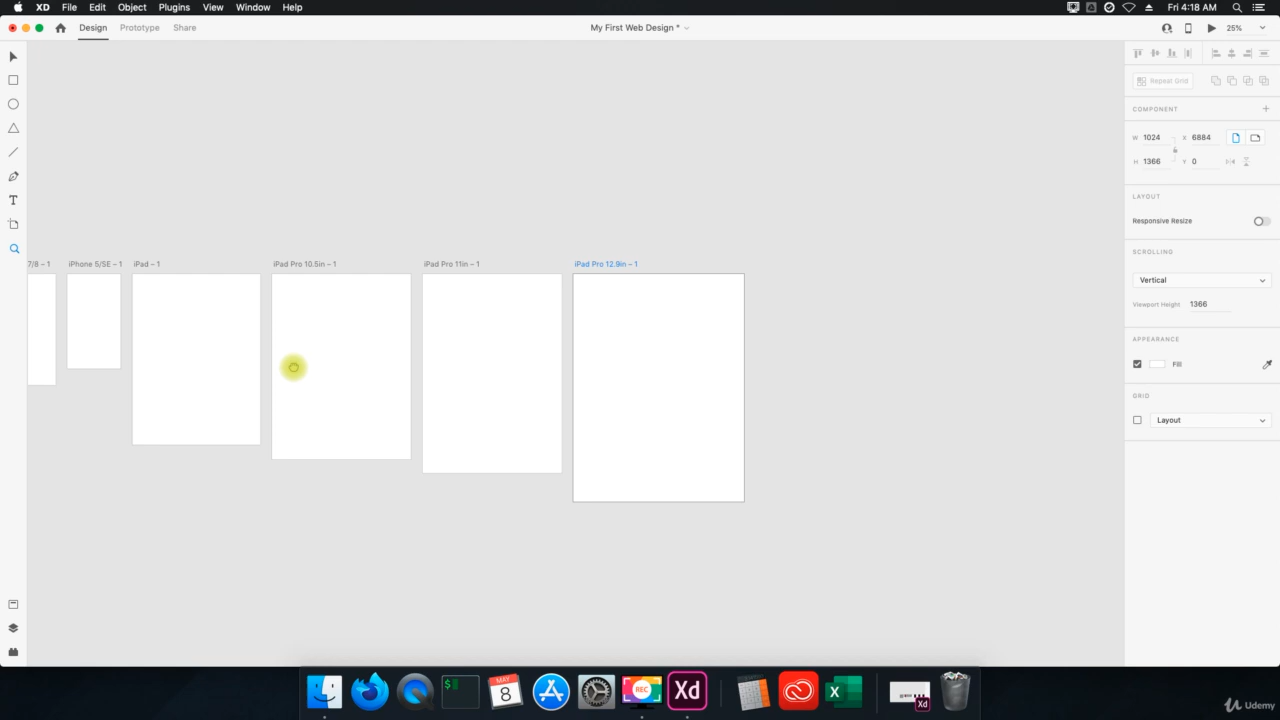 XD File Edit Object Plugins View Window Help Fri 4:18 AM
Design Prototype Share My First Web Design * 25%
Repeat Grid
COMPONENT
W 1024 X 6884
H 1366 Y 0
LAYOUT
Responsive Resize
SCROLLING
Vertical
Viewport Height 1366
APPEARANCE
Fill
GRID
Layout
7/8 – 1 iPhone 5/SE – 1 iPad – 1 iPad Pro 10.5in – 1 iPad Pro 11in – 1 iPad Pro 12.9in – 1
T
$
MAY
8
REC
Xd
X
Xd
Udemy